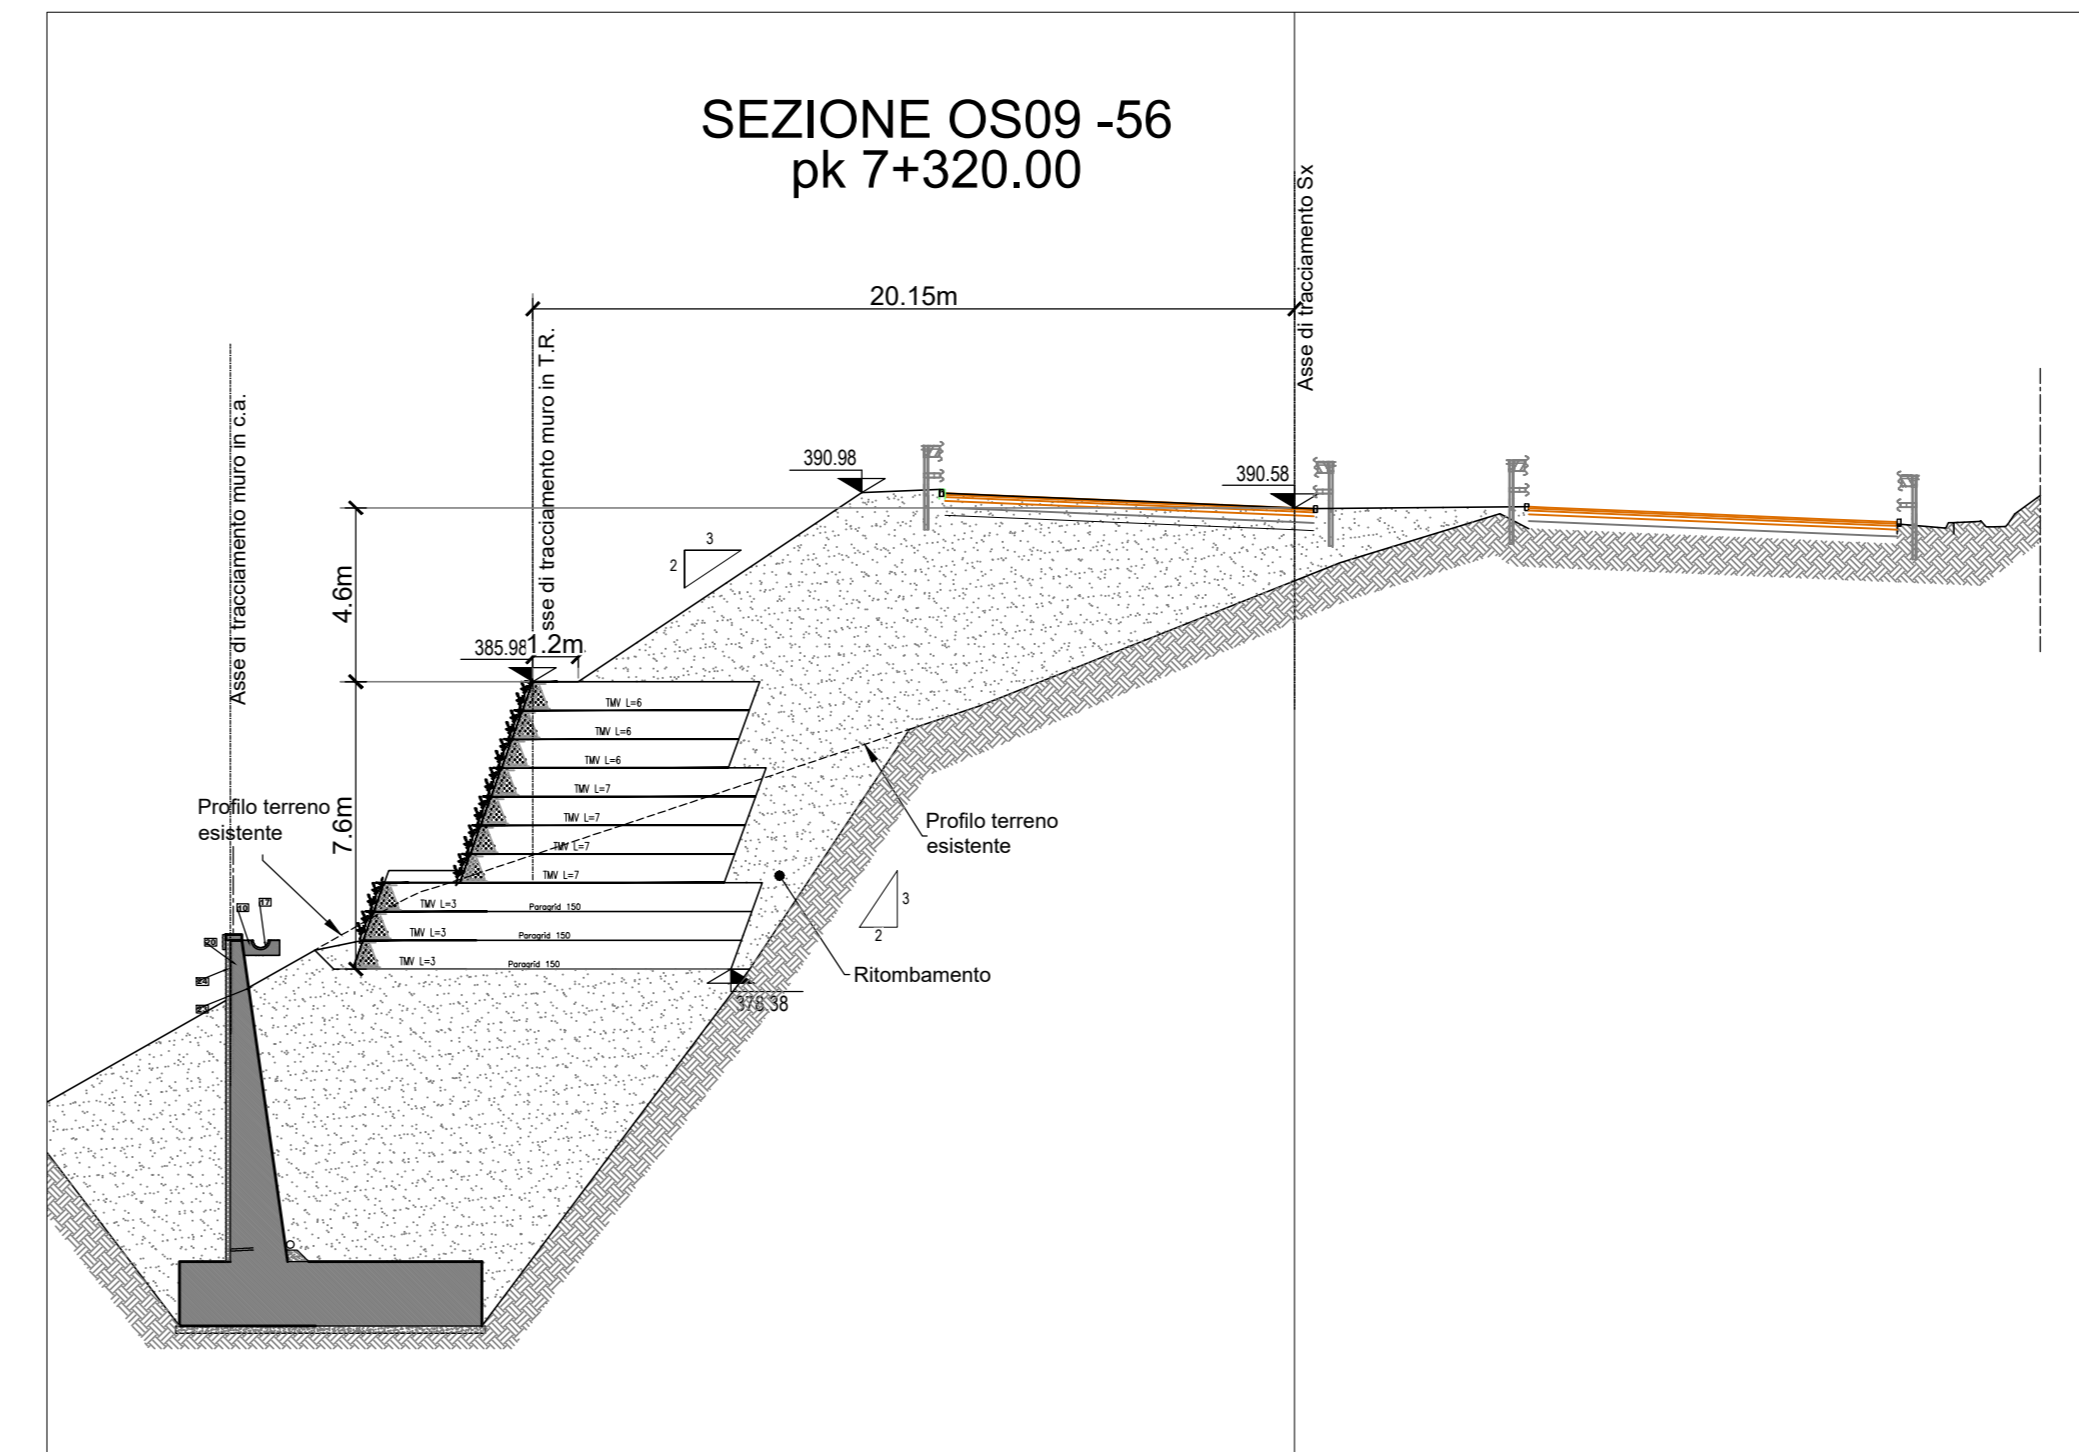 SEZIONE OS09 -56
pk 7+320.00
Asse di tracciamento Sx
20.15m
sse di tracciamento muro in T.R.
Asse di tracciamento muro in c.a.
390.98
390.58
3
2
4.6m
385.98
1.2m
TMV L=6
TMV L=6
TMV L=6
TMV L=7
TMV L=7
TMV L=7
TMV L=7
7.6m
Profilo terreno
esistente
Profilo terreno
esistente
3
2
TMV L=3
Paragrid 150
TMV L=3
Paragrid 150
TMV L=3
Paragrid 150
17
Ritombamento
378.38